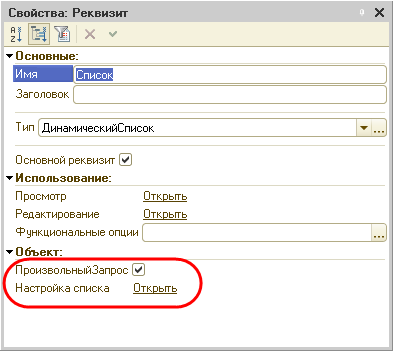 Свойства: Реквизит
Основные:
Имя Список
Заголовок
Тип ДинамическийСписок ...
Основной реквизит
Использование:
Просмотр Открыть
Редактирование Открыть
Функциональные опции ...
Объект:
ПроизвольныйЗапрос
Настройка списка Открыть